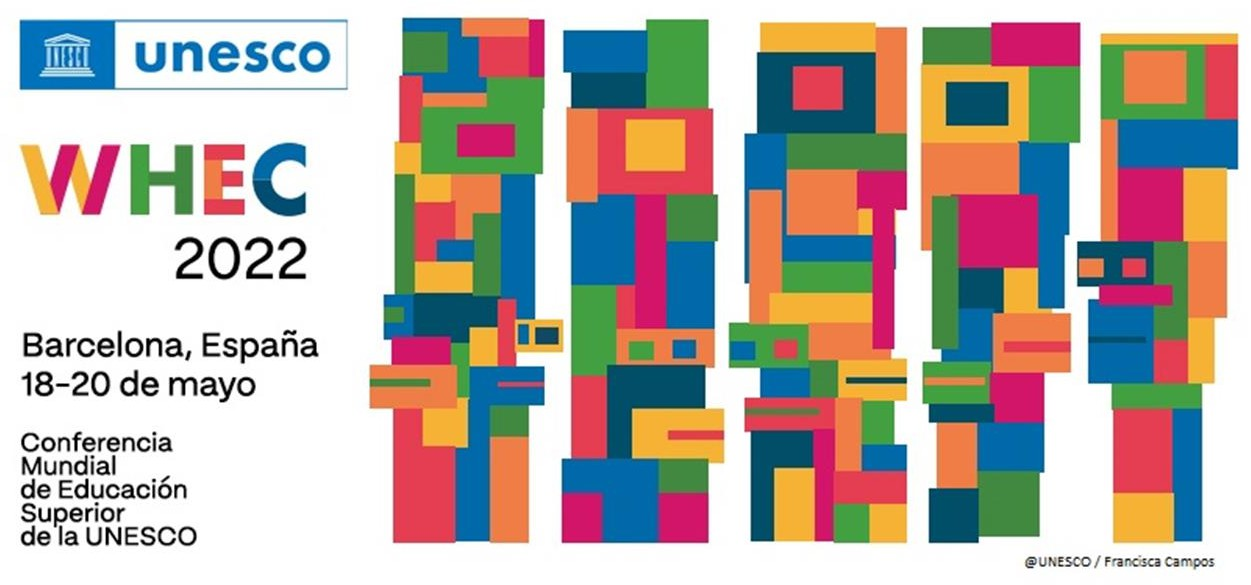 UNESCO
unesco
WHEC
2022
Barcelona, España
18–20 de mayo
Conferencia
Mundial
de Educación
Superior
de la UNESCO
@UNESCO / Francisca Campos